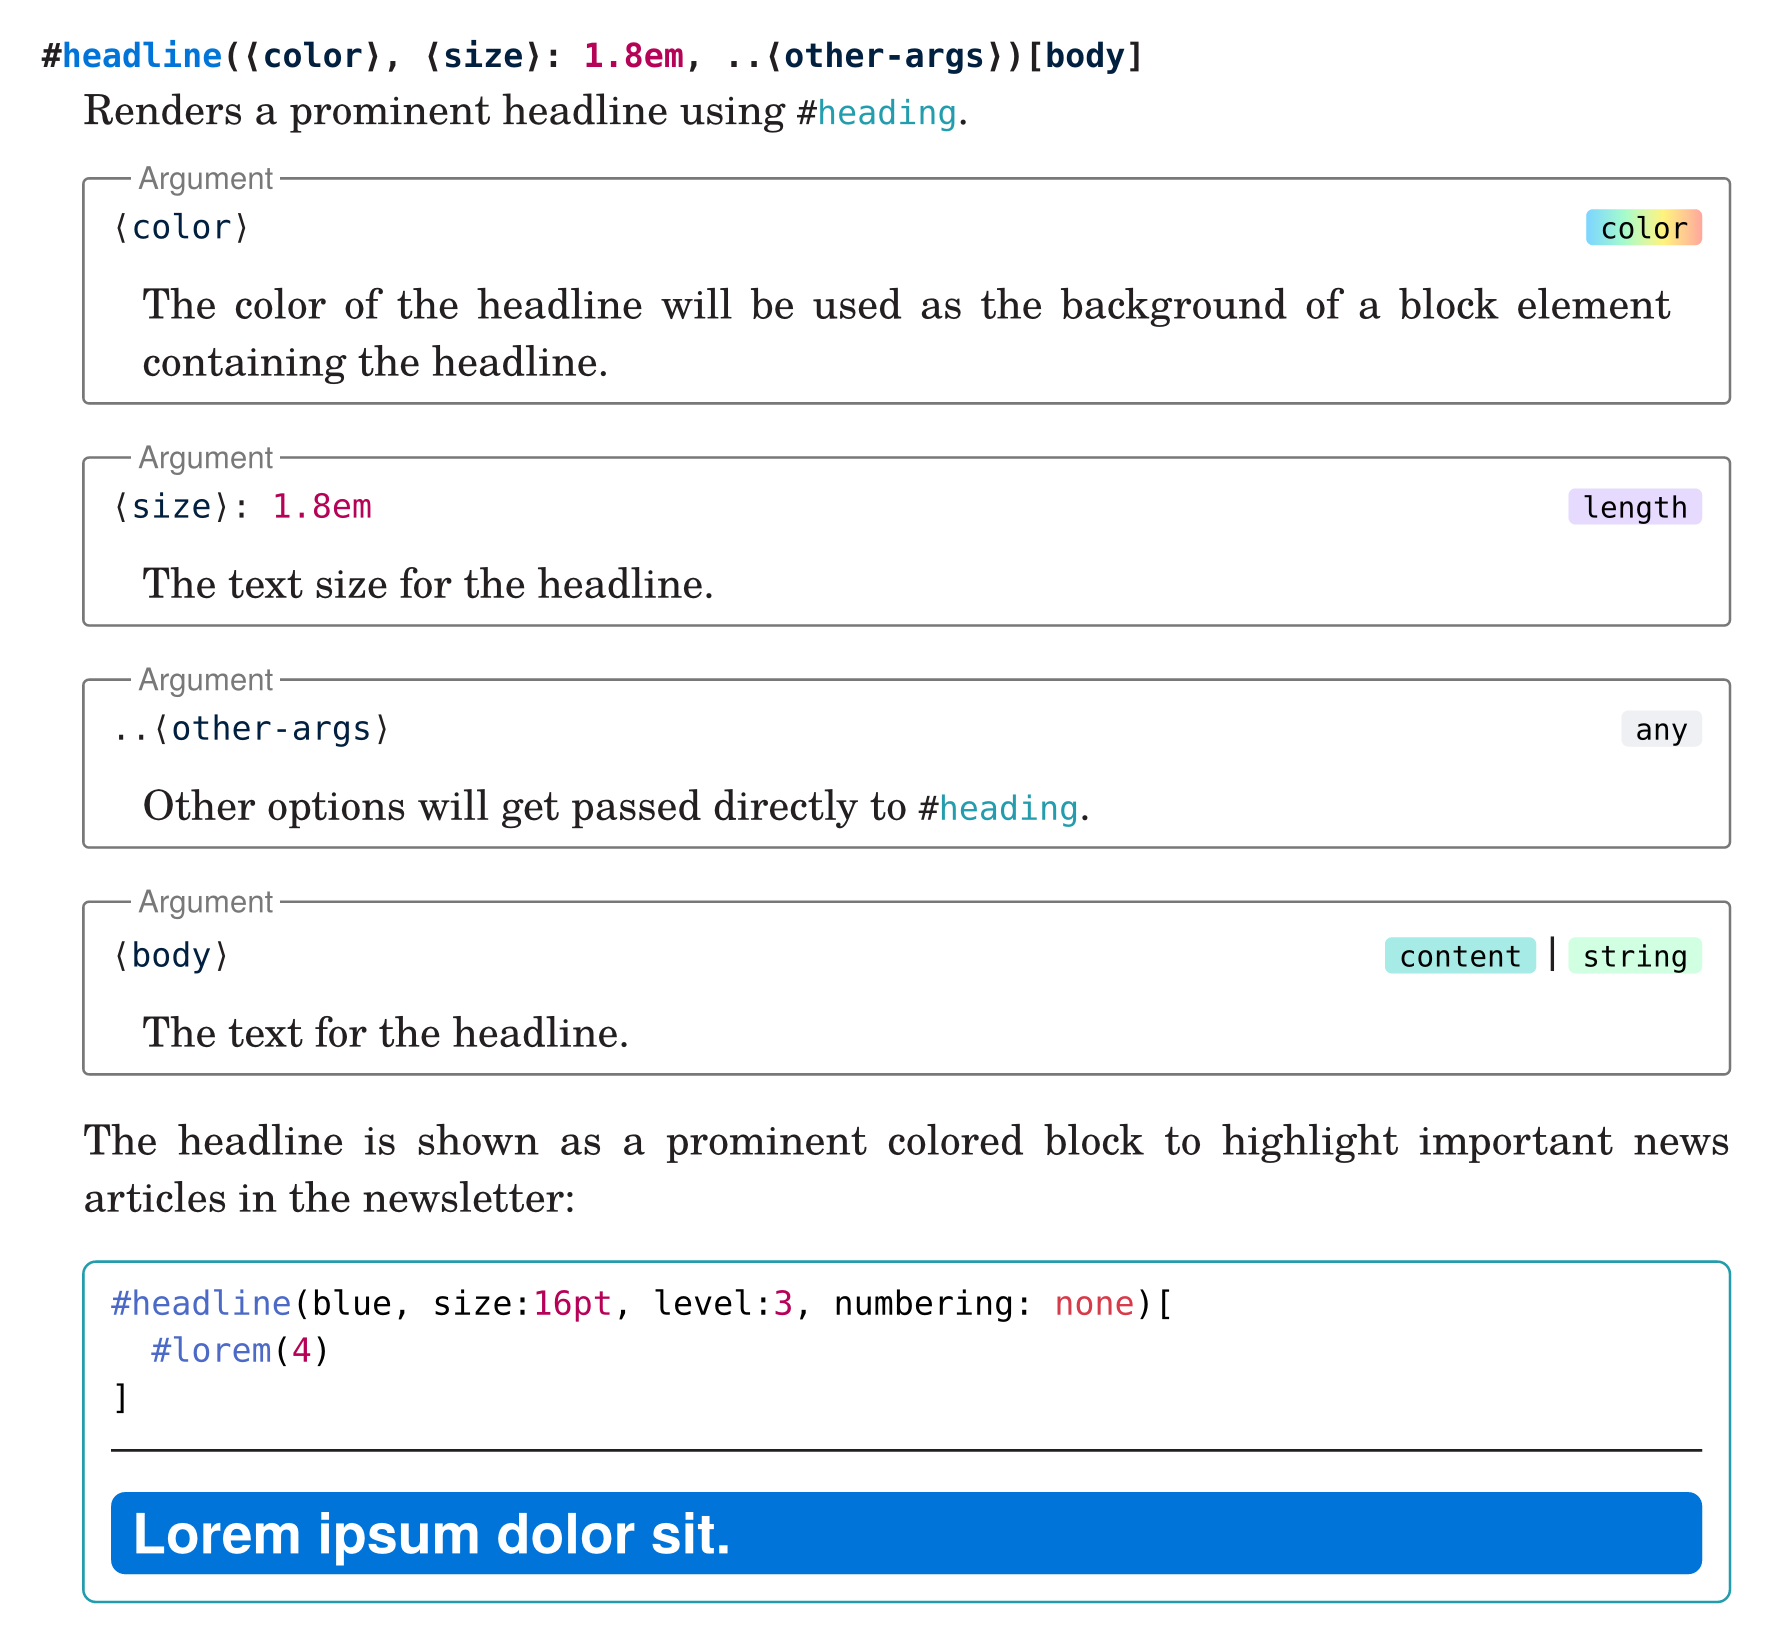 #headline(⟨color⟩, ⟨size⟩: 1.8em, ..⟨other-args⟩)[body]
Renders a prominent headline using #heading.
Argument
⟨color⟩ color
The color of the headline will be used as the background of a block element
containing the headline.
Argument
⟨size⟩: 1.8em length
The text size for the headline.
Argument
..⟨other-args⟩ any
Other options will get passed directly to #heading.
Argument
⟨body⟩ content | string
The text for the headline.
The headline is shown as a prominent colored block to highlight important news
articles in the newsletter:
#headline(blue, size:16pt, level:3, numbering: none)[
  #lorem(4)
]
Lorem ipsum dolor sit.